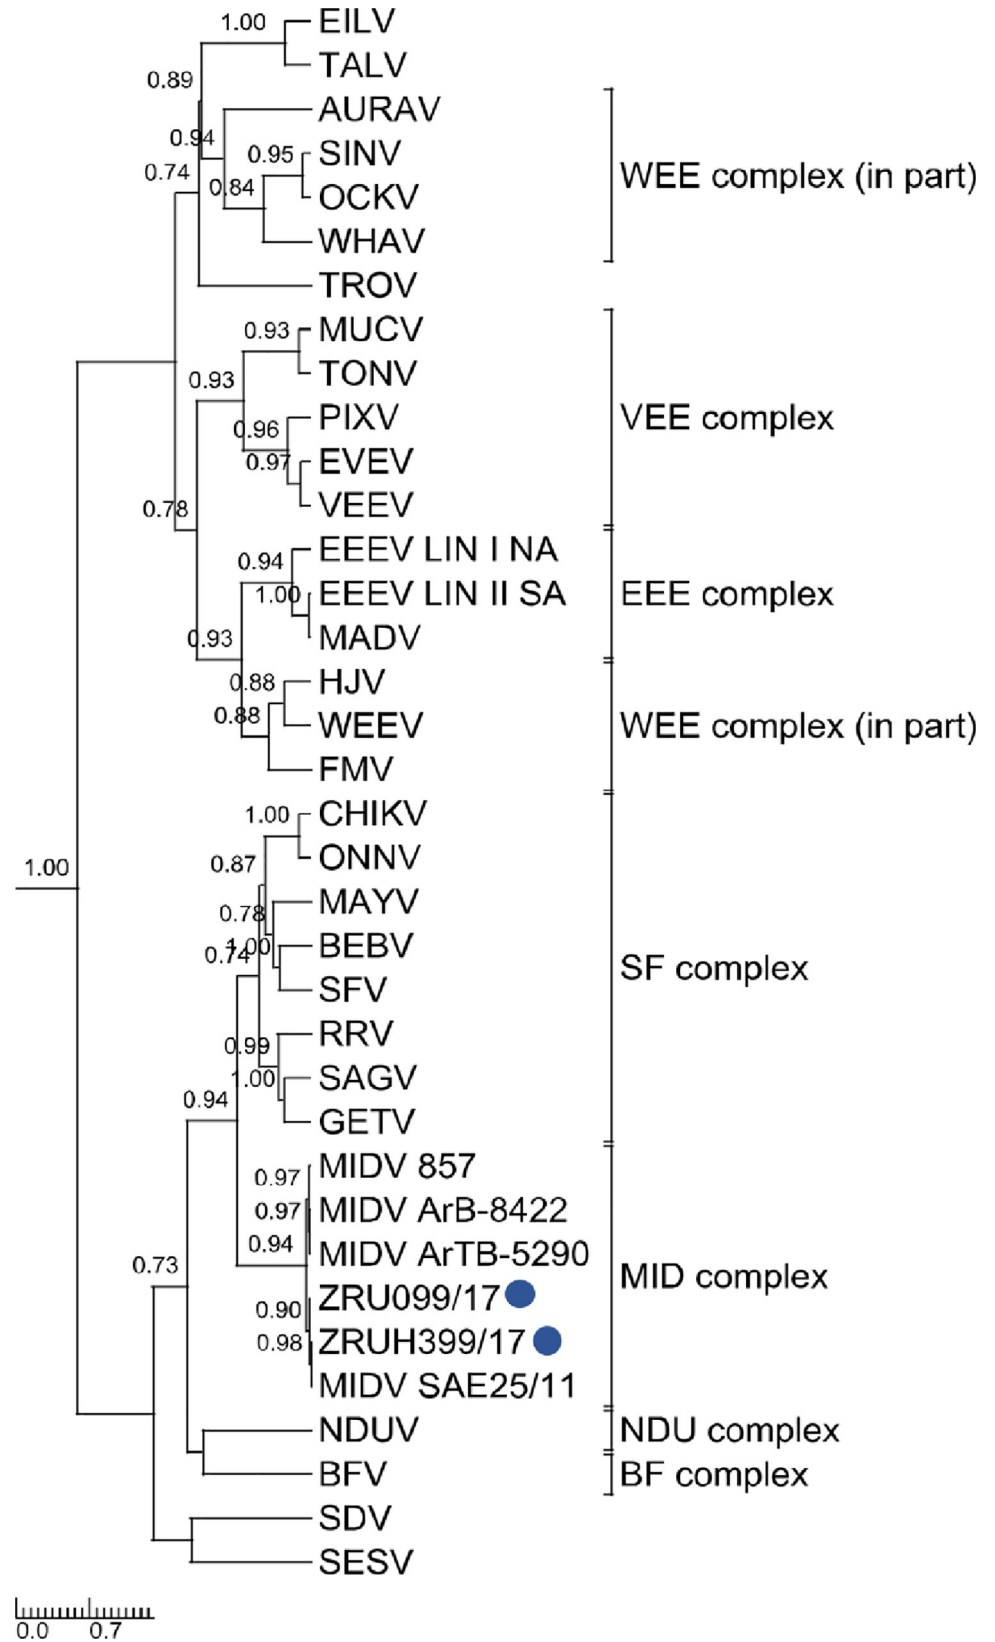 1.00
EILV
TALV
0.89
AURAV
0.94
0.95
SINV
WEE complex (in part)
0.74
0.84
OCKV
WHAV
TROV
0.93
MUCV
TONV
0.93
PIXV
VEE complex
0.96
0.97
EVEV
VEEV
0.78
0.94
EEEV LIN I NA
1.00
EEEV LIN II SA
EEE complex
0.93
MADV
0.88
HJV
0.88
WEEV
WEE complex (in part)
FMV
1.00
CHIKV
ONNV
1.00
0.87
0.78
MAYV
0.74
1.00
BEBV
SF complex
SFV
0.99
RRV
1.00
SAGV
0.94
GETV
0.97
MIDV 857
0.97
MIDV ArB-8422
0.94
MIDV ArTB-5290
0.73
MID complex
0.90
ZRU099/17
0.98
ZRUH399/17
MIDV SAE25/11
NDUV
NDU complex
BFV
BF complex
SDV
SESV
0.0 0.7